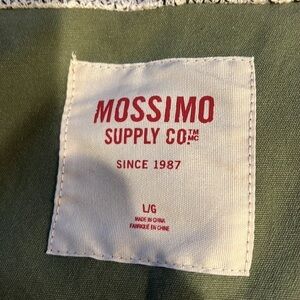 MOSSIMO
SUPPLY CO.™ MC
SINCE 1987
L/G
MADE IN CHINA
FABRIQUÉ EN CHINE